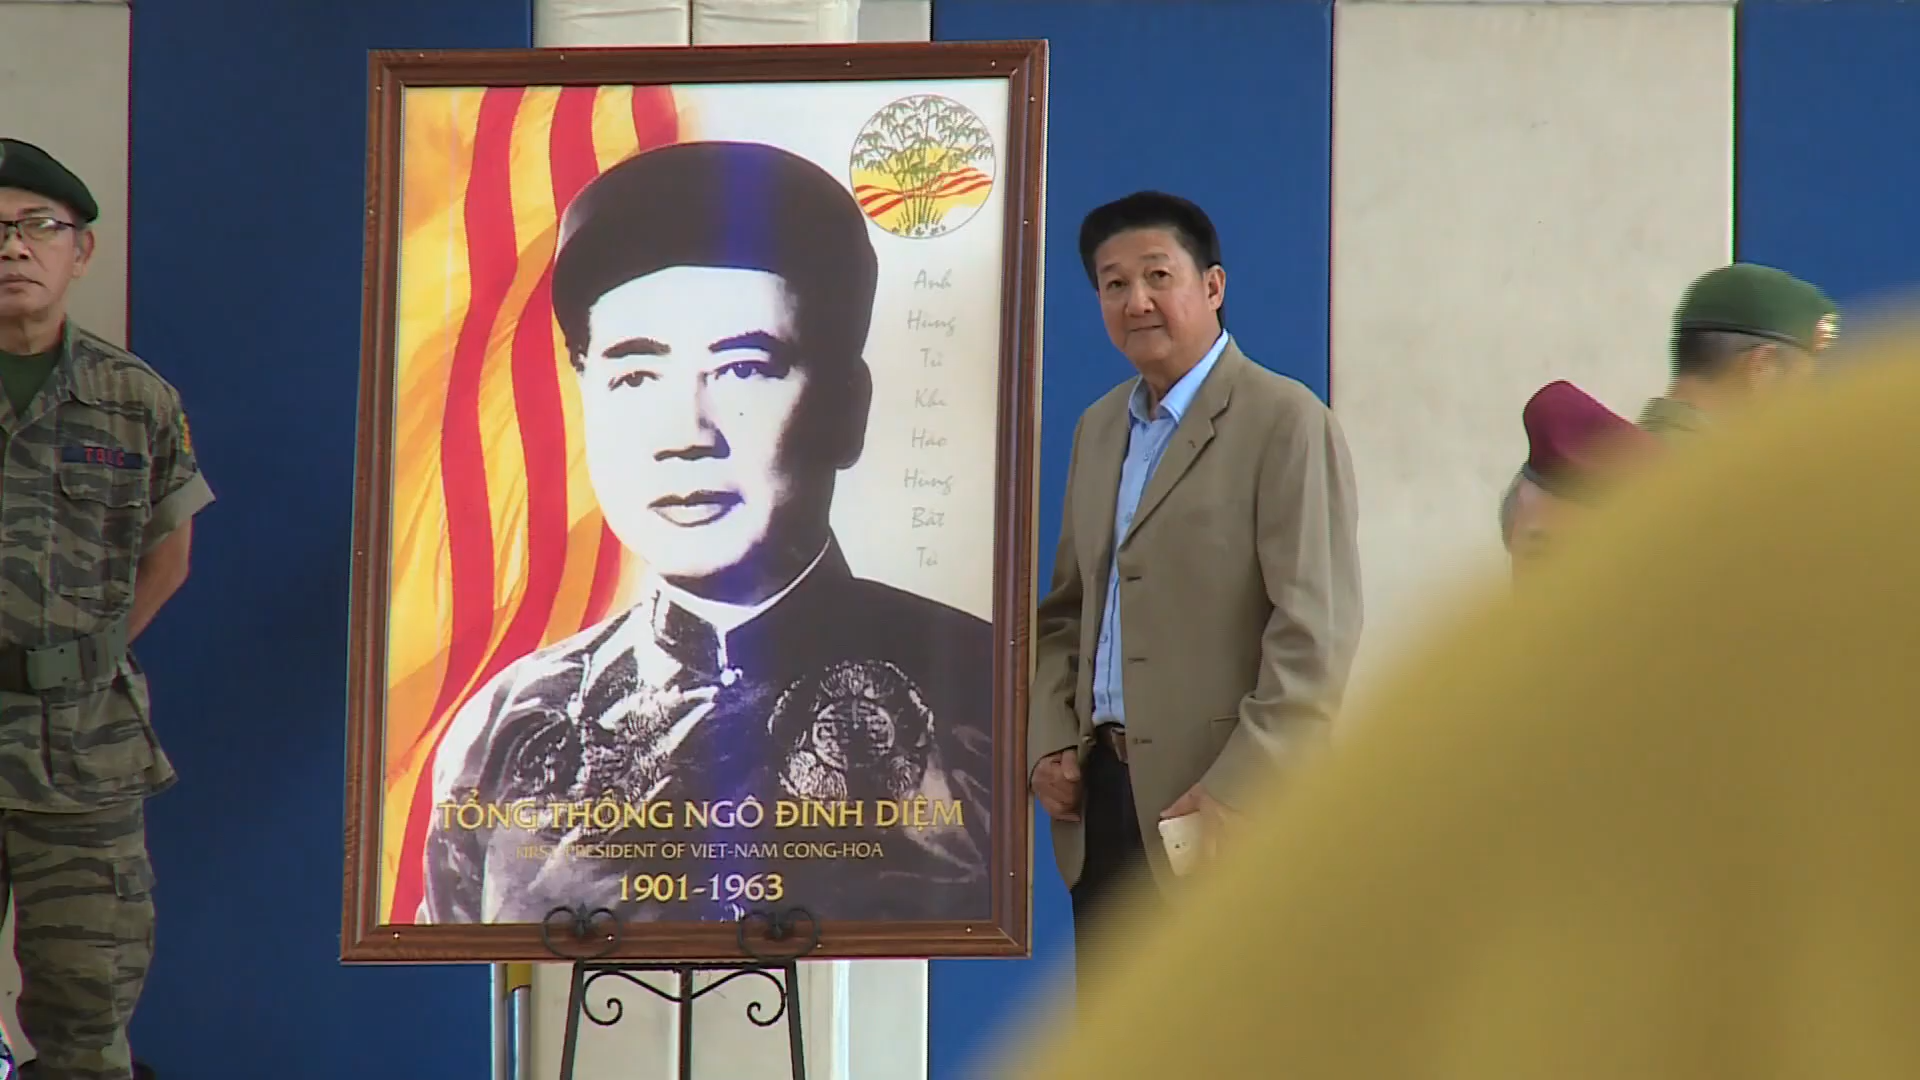 Anh
Hùng
Tử
Khí
Hào
Hùng
Bất
Tử
TỔNG THỐNG NGÔ ĐÌNH DIỆM
FIRST PRESIDENT OF VIET-NAM CONG-HOA
1901-1963